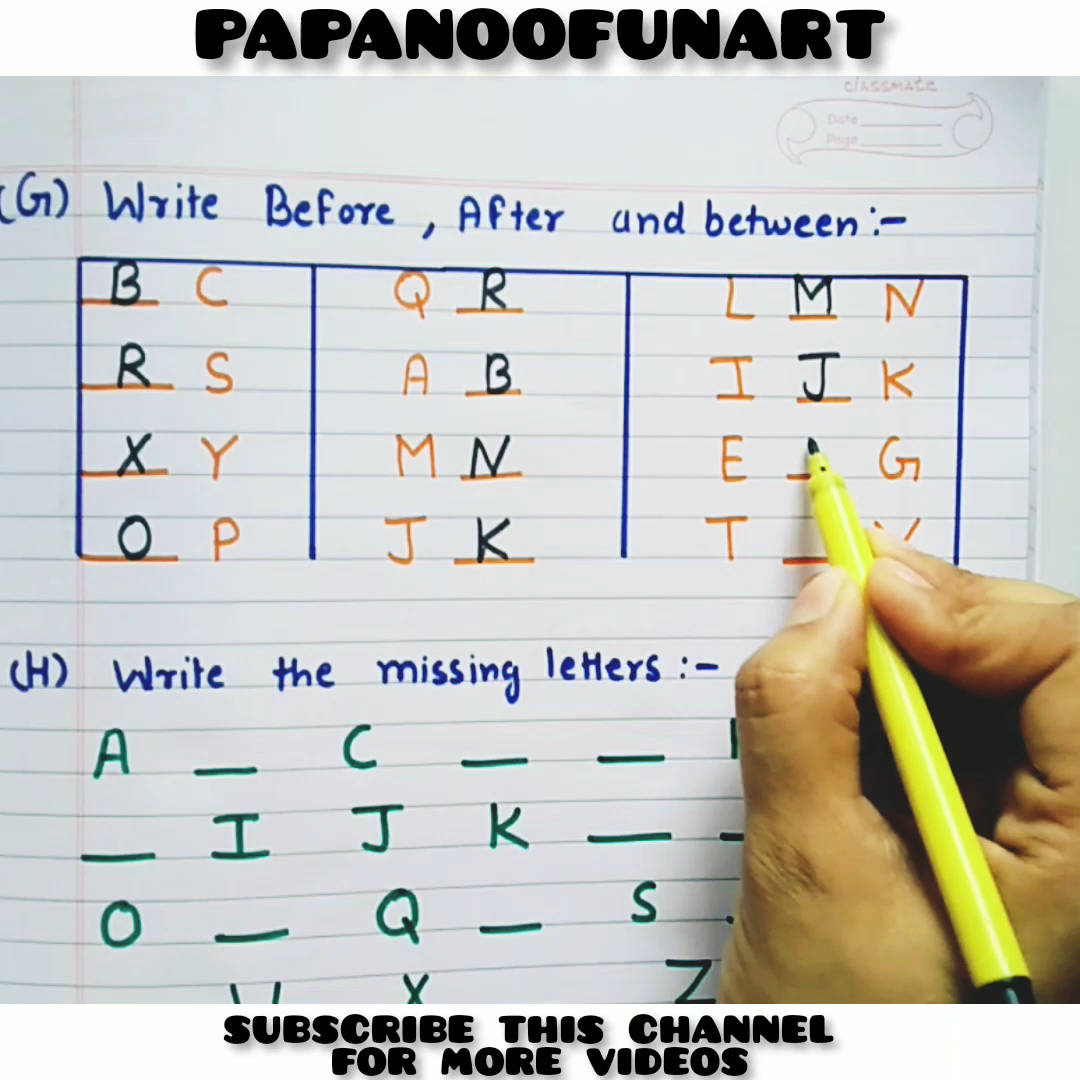 PAPANOOFUNART
CLASSMATE
Date
Page
(G) Write Before, After and between:-
B C Q R L M N
R S A B I J K
X Y M N E _ G
O P J K T _
(H) Write the missing letters:-
A _ C _ _
_ I J K _ _
O _ Q _ S
X Z
SUBSCRIBE THIS CHANNEL
FOR MORE VIDEOS